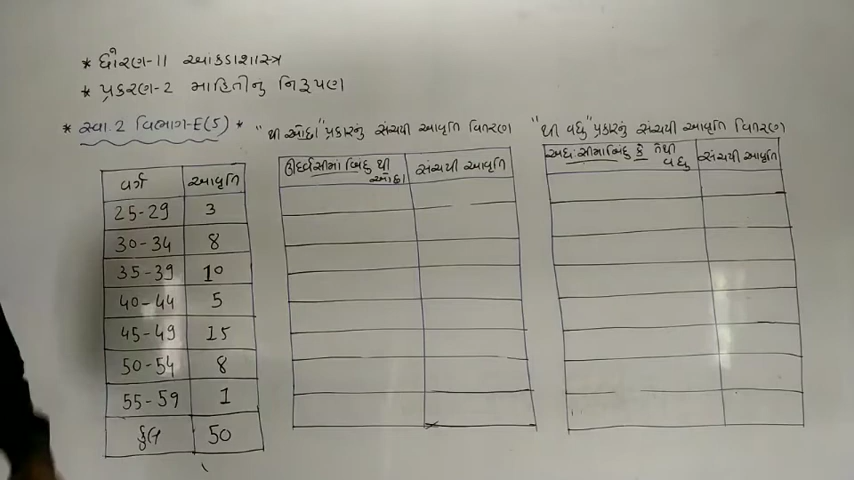 * ધોરણ-11 આંકડાશાસ્ત્ર
* પ્રકરણ-2 માહિતીનું નિરૂપણ
* સ્વા.2 વિભાગ-E(5) *
"થી ઓછા" પ્રકારનું સંચયી આવૃતિ વિતરણ
"થી વધુ" પ્રકારનું સંચયી આવૃતિ વિતરણ
વર્ગ આવૃતિ
25-29 3
30-34 8
35-39 10
40-44 5
45-49 15
50-54 8
55-59 1
કુલ 50
ઊર્ધ્વસીમા બિંદુ થી ઓછા સંચયી આવૃતિ
અધઃસીમાબિંદુ કે તેથી વધુ સંચયી આવૃતિ